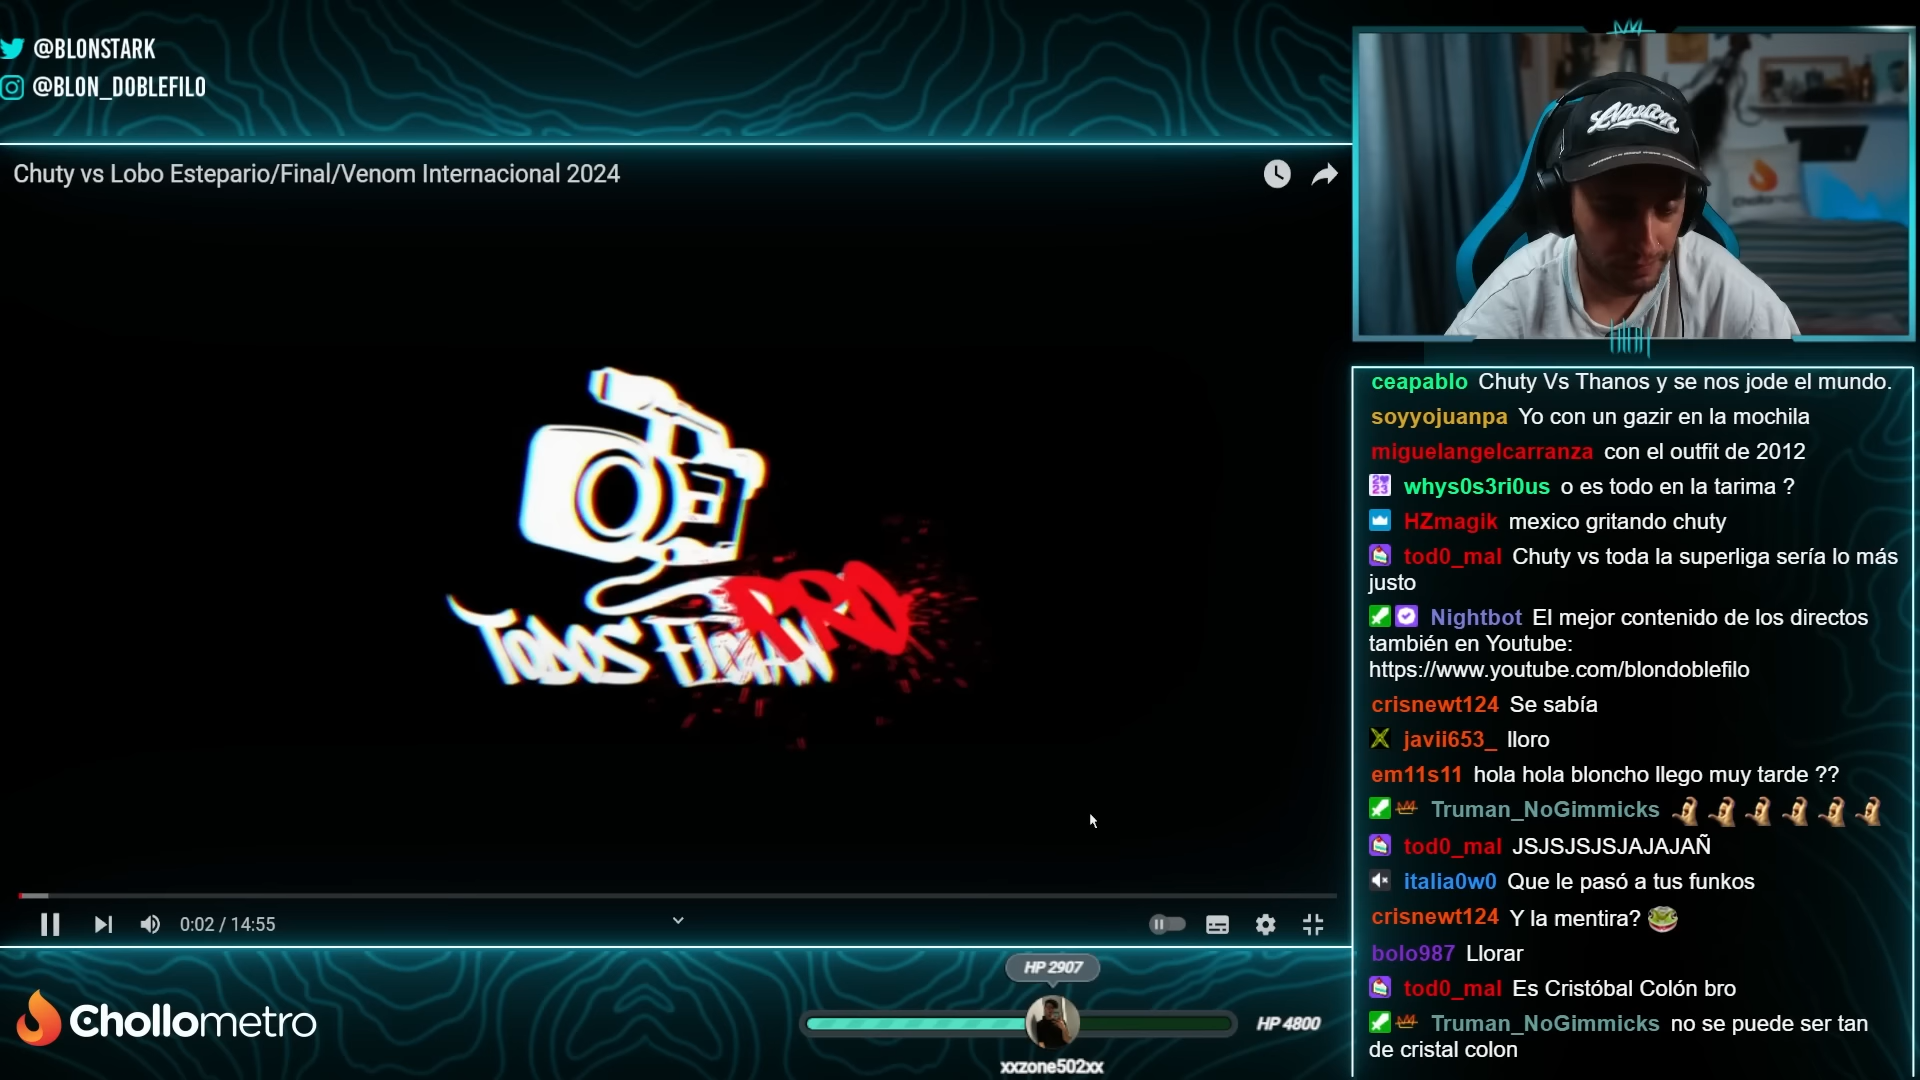 @BLONSTARK
@BLON_DOBLEFILO
Chuty vs Lobo Estepario/Final/Venom Internacional 2024
TODOS FLOTAN
PRO
0:02 / 14:55
Chollometro
HP 2907
HP 4800
xxzone502xx
ceapablo Chuty Vs Thanos y se nos jode el mundo.
soyyojuanpa Yo con un gazir en la mochila
miguelangelcarranza con el outfit de 2012
whys0s3ri0us o es todo en la tarima ?
HZmagik mexico gritando chuty
tod0_mal Chuty vs toda la superliga sería lo más
justo
Nightbot El mejor contenido de los directos
también en Youtube:
https://www.youtube.com/blondoblefilo
crisnewt124 Se sabía
javii653_ lloro
em11s11 hola hola bloncho llego muy tarde ??
Truman_NoGimmicks
tod0_mal JSJSJSJSJAJAJAÑ
italia0w0 Que le pasó a tus funkos
crisnewt124 Y la mentira?
bolo987 Llorar
tod0_mal Es Cristóbal Colón bro
Truman_NoGimmicks no se puede ser tan
de cristal colon